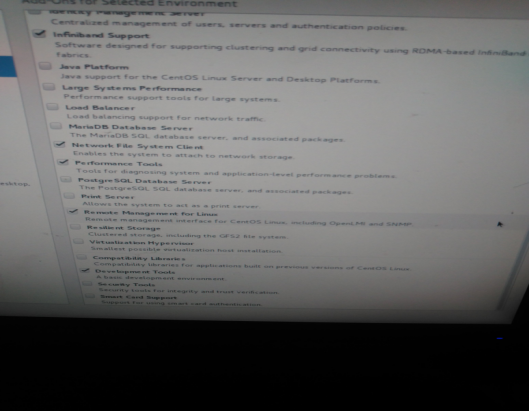 Add-Ons for Selected Environment
Identity Management Server
Centralized management of users, servers and authentication policies.
Infiniband Support
Software designed for supporting clustering and grid connectivity using RDMA-based InfiniBand
fabrics.
Java Platform
Java support for the CentOS Linux Server and Desktop Platforms.
Large Systems Performance
Performance support tools for large systems.
Load Balancer
Load balancing support for network traffic.
MariaDB Database Server
The MariaDB SQL database server, and associated packages.
Network File System Client
Enables the system to attach to network storage.
Performance Tools
Tools for diagnosing system and application-level performance problems.
PostgreSQL Database Server
The PostgreSQL SQL database server, and associated packages.
Print Server
Allows the system to act as a print server.
Remote Management for Linux
Remote management interface for CentOS Linux, including OpenLMI and SNMP.
Resilient Storage
Clustered storage, including the GFS2 file system.
Virtualization Hypervisor
Smallest possible virtualization host installation.
Compatibility Libraries
Compatibility libraries for applications built on previous versions of CentOS Linux.
Development Tools
A basic development environment.
Security Tools
Security tools for integrity and trust verification.
Smart Card Support
Support for using smart card authentication.
esktop.